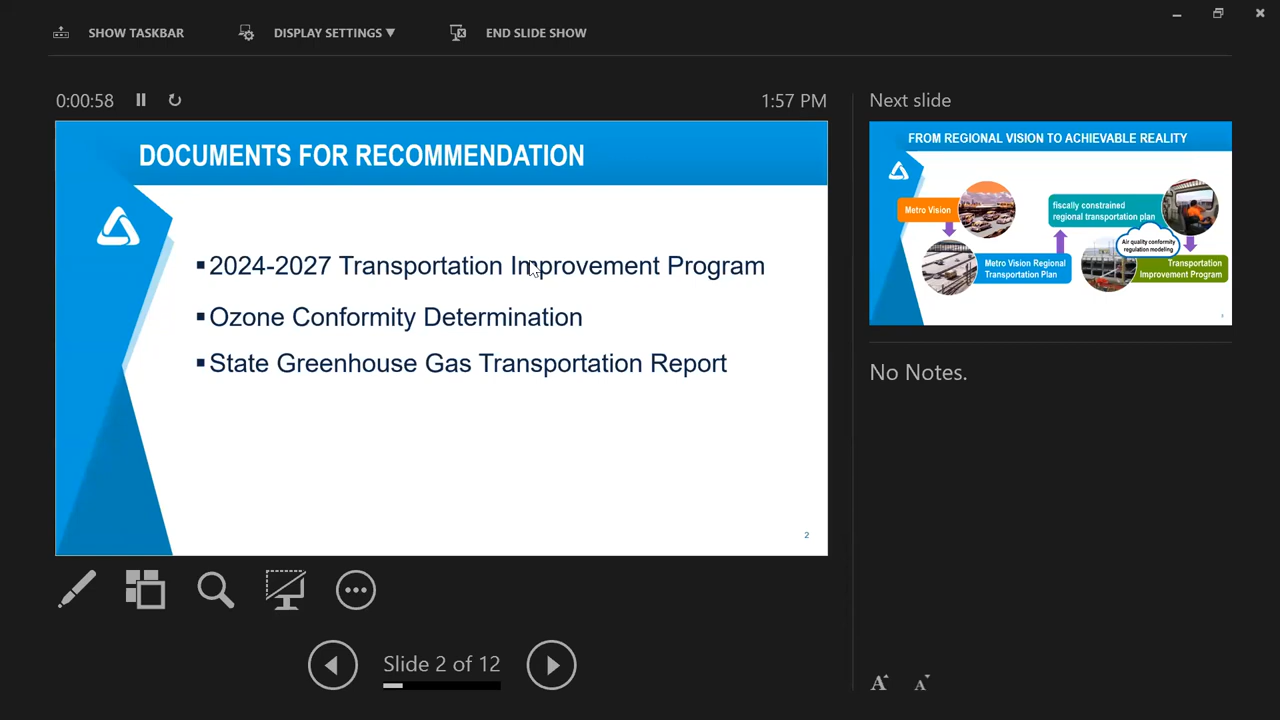 SHOW TASKBAR
DISPLAY SETTINGS ▼
END SLIDE SHOW
0:00:58
1:57 PM
DOCUMENTS FOR RECOMMENDATION
▪2024-2027 Transportation Improvement Program
▪Ozone Conformity Determination
▪State Greenhouse Gas Transportation Report
2
Next slide
FROM REGIONAL VISION TO ACHIEVABLE REALITY
Metro Vision
fiscally constrained
regional transportation plan
Air quality conformity
regulation modeling
Metro Vision Regional
Transportation Plan
Transportation
Improvement Program
No Notes.
Slide 2 of 12
A A